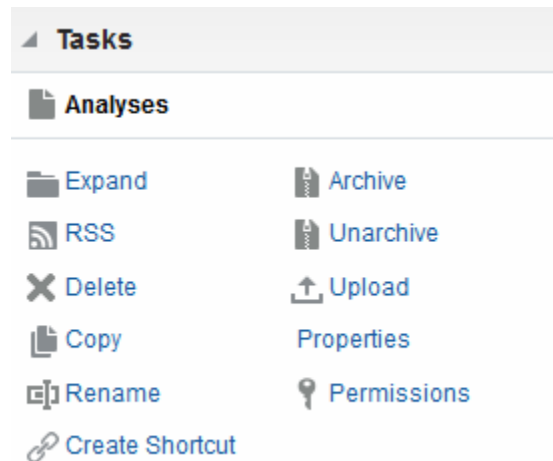 Tasks
Analyses
Expand
Archive
RSS
Unarchive
Delete
Upload
Copy
Properties
Rename
Permissions
Create Shortcut